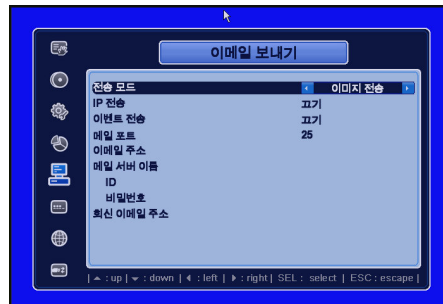 이메일 보내기
전송 모드 이미지 전송
IP 전송 끄기
이벤트 전송 끄기
메일 포트 25
이메일 주소
메일 서버 이름
ID
비밀번호
회신 이메일 주소
| ▲ : up | ▼ : down | ◀ : left | ▶ : right | SEL : select | ESC : escape |